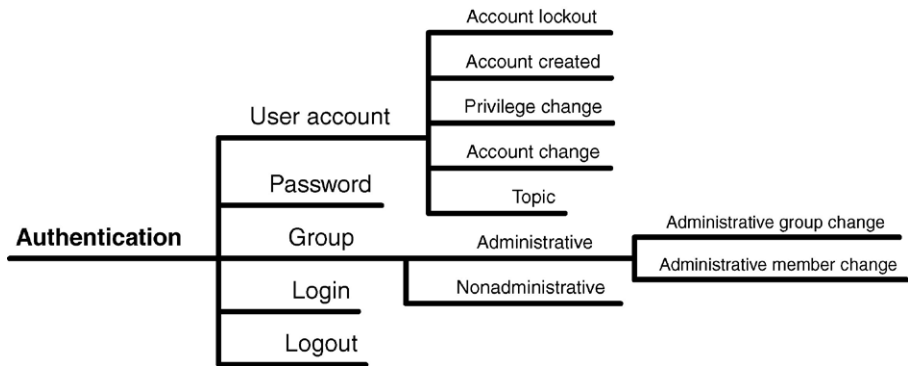 Account lockout
Account created
User account
Privilege change
Account change
Password
Topic
Authentication
Group
Administrative
Administrative group change
Administrative member change
Nonadministrative
Login
Logout